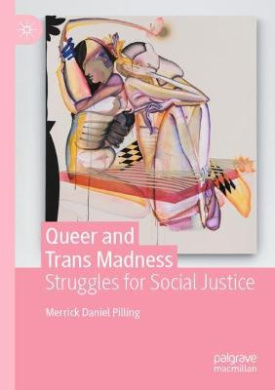 Queer and
Trans Madness
Struggles for Social Justice
Merrick Daniel Pilling
palgrave
macmillan